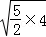 √(5/2 × 4)